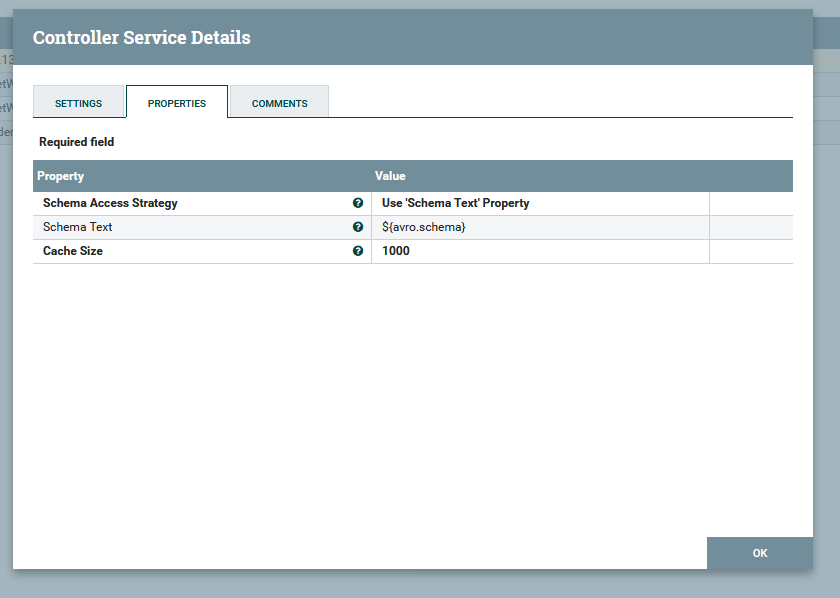 Controller Service Details
SETTINGS PROPERTIES COMMENTS
Required field
Property Value
Schema Access Strategy Use 'Schema Text' Property
Schema Text ${avro.schema}
Cache Size 1000
OK